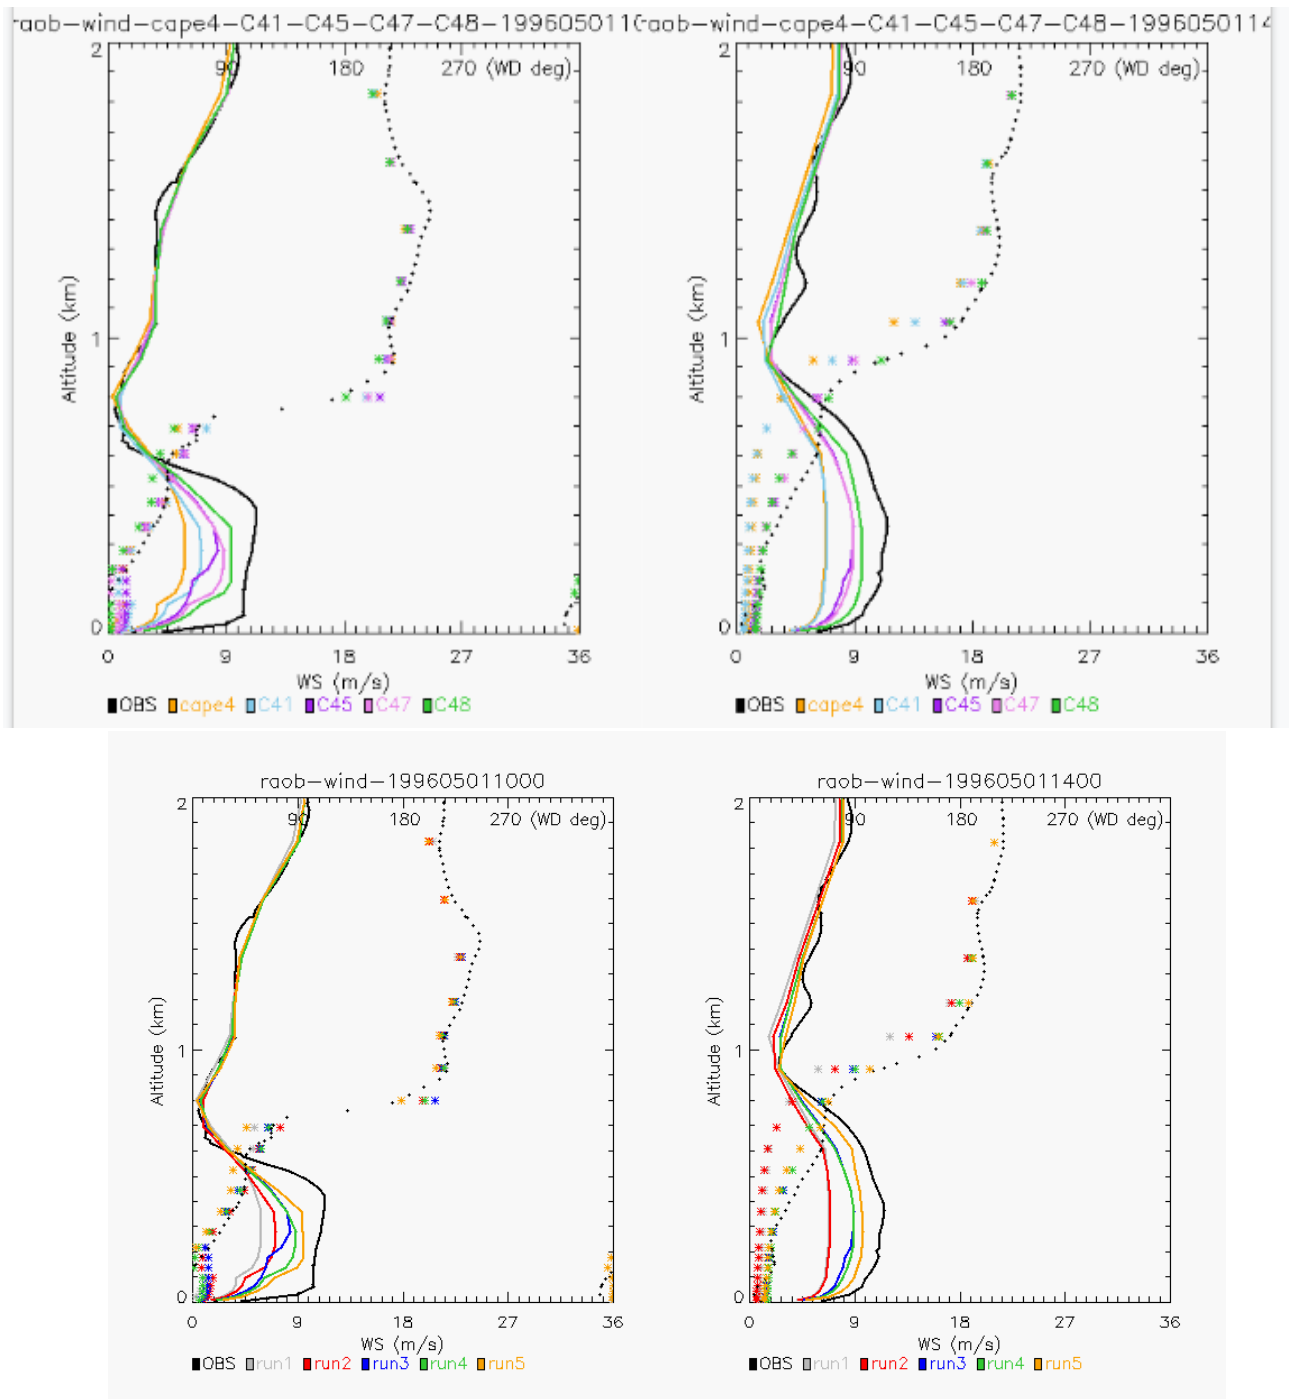 raob-wind-cape4-C41-C45-C47-C48-1996050110
raob-wind-cape4-C41-C45-C47-C48-1996050114
2
90 180 270 (WD deg)
1
0
Altitude (km)
0 9 18 27 36
WS (m/s)
OBS cape4 C41 C45 C47 C48
2
90 180 270 (WD deg)
1
0
Altitude (km)
0 9 18 27 36
WS (m/s)
OBS cape4 C41 C45 C47 C48
raob-wind-199605011000
2
90 180 270 (WD deg)
1
0
Altitude (km)
0 9 18 27 36
WS (m/s)
OBS run1 run2 run3 run4 run5
raob-wind-199605011400
2
90 180 270 (WD deg)
1
0
Altitude (km)
0 9 18 27 36
WS (m/s)
OBS run1 run2 run3 run4 run5